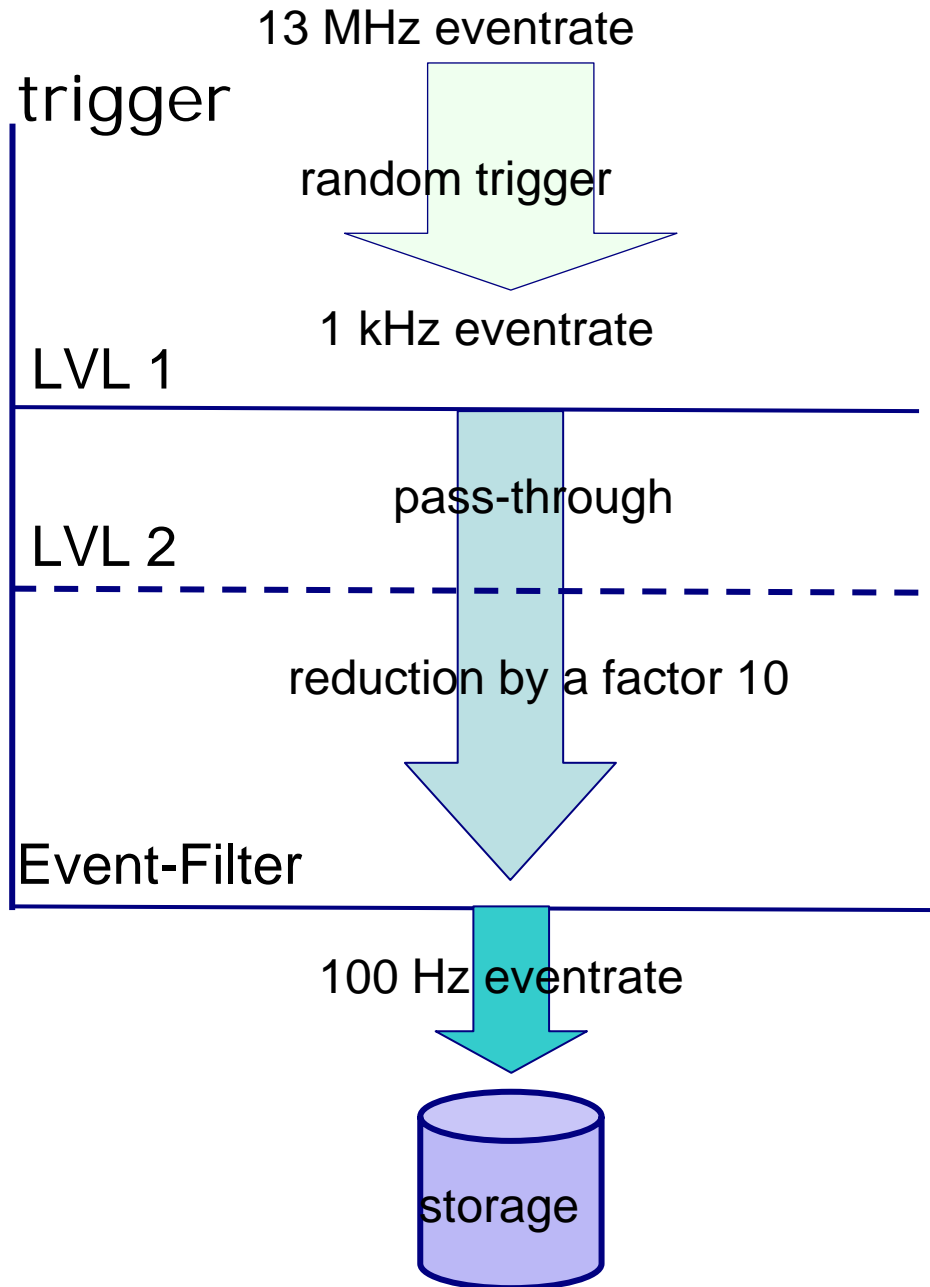 13 MHz eventrate
trigger
random trigger
1 kHz eventrate
LVL 1
pass-through
LVL 2
reduction by a factor 10
Event-Filter
100 Hz eventrate
storage